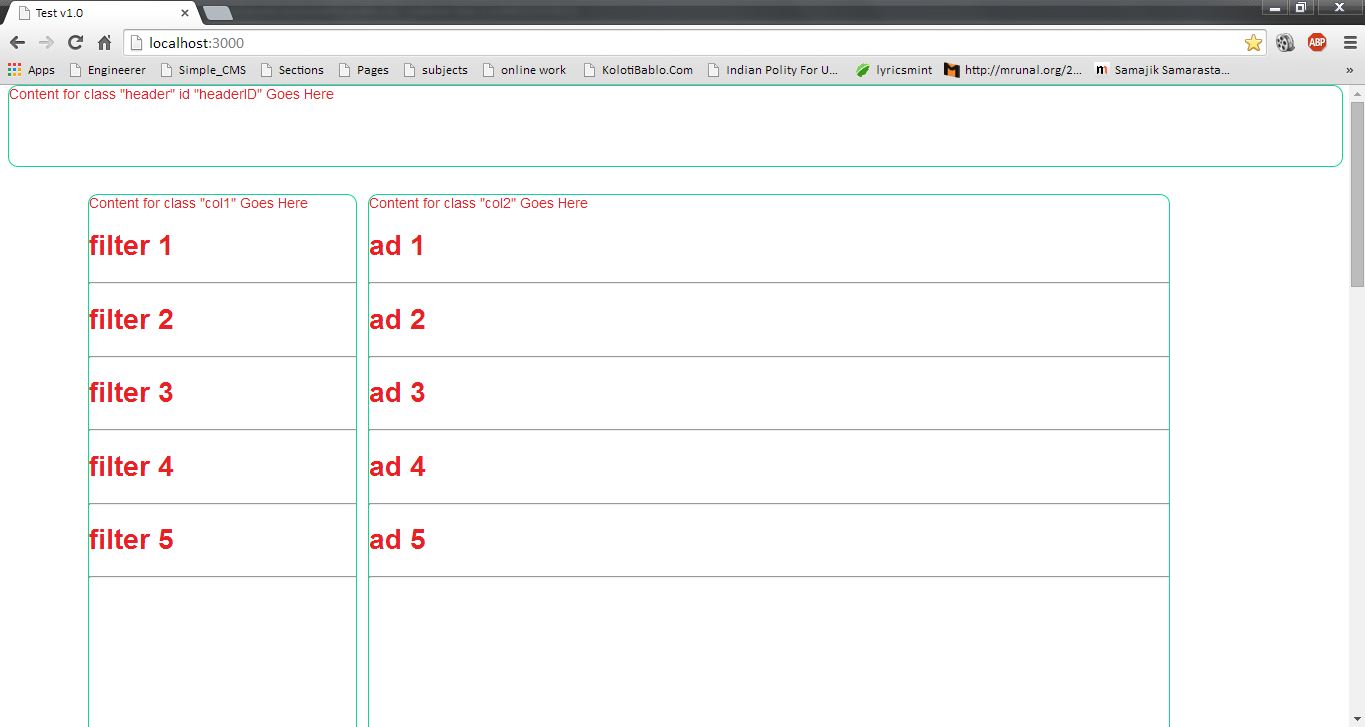 Test v1.0
localhost:3000
ABP
Apps Engineerer Simple_CMS Sections Pages subjects online work KolotiBablo.Com Indian Polity For U... lyricsmint http://mrunal.org/2... Samajik Samarasta... »
Content for class "header" id "headerID" Goes Here
Content for class "col1" Goes Here
filter 1
filter 2
filter 3
filter 4
filter 5
Content for class "col2" Goes Here
ad 1
ad 2
ad 3
ad 4
ad 5